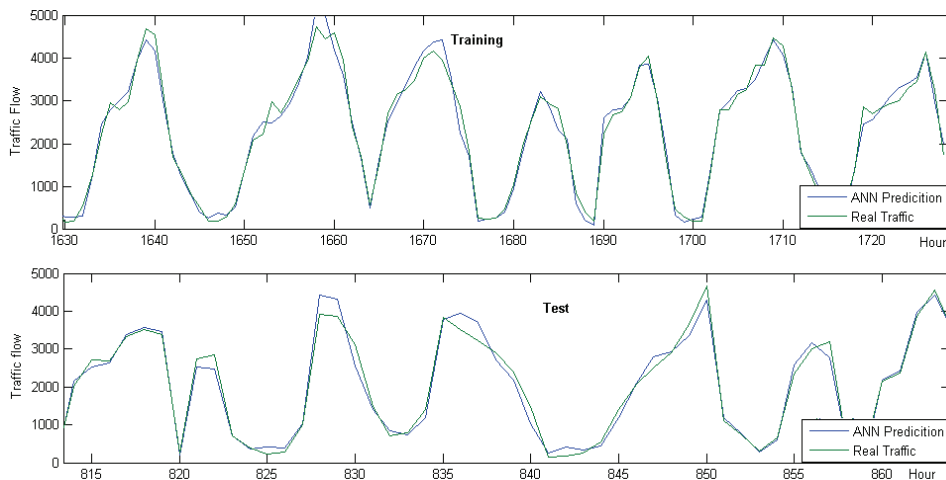 Training
Traffic Flow
5000
4000
3000
2000
1000
0
1630 1640 1650 1660 1670 1680 1690 1700 1710 1720 Hour
ANN Predicition
Real Traffic
Test
Traffic flow
5000
4000
3000
2000
1000
0
815 820 825 830 835 840 845 850 855 860 Hour
ANN Predicition
Real Traffic